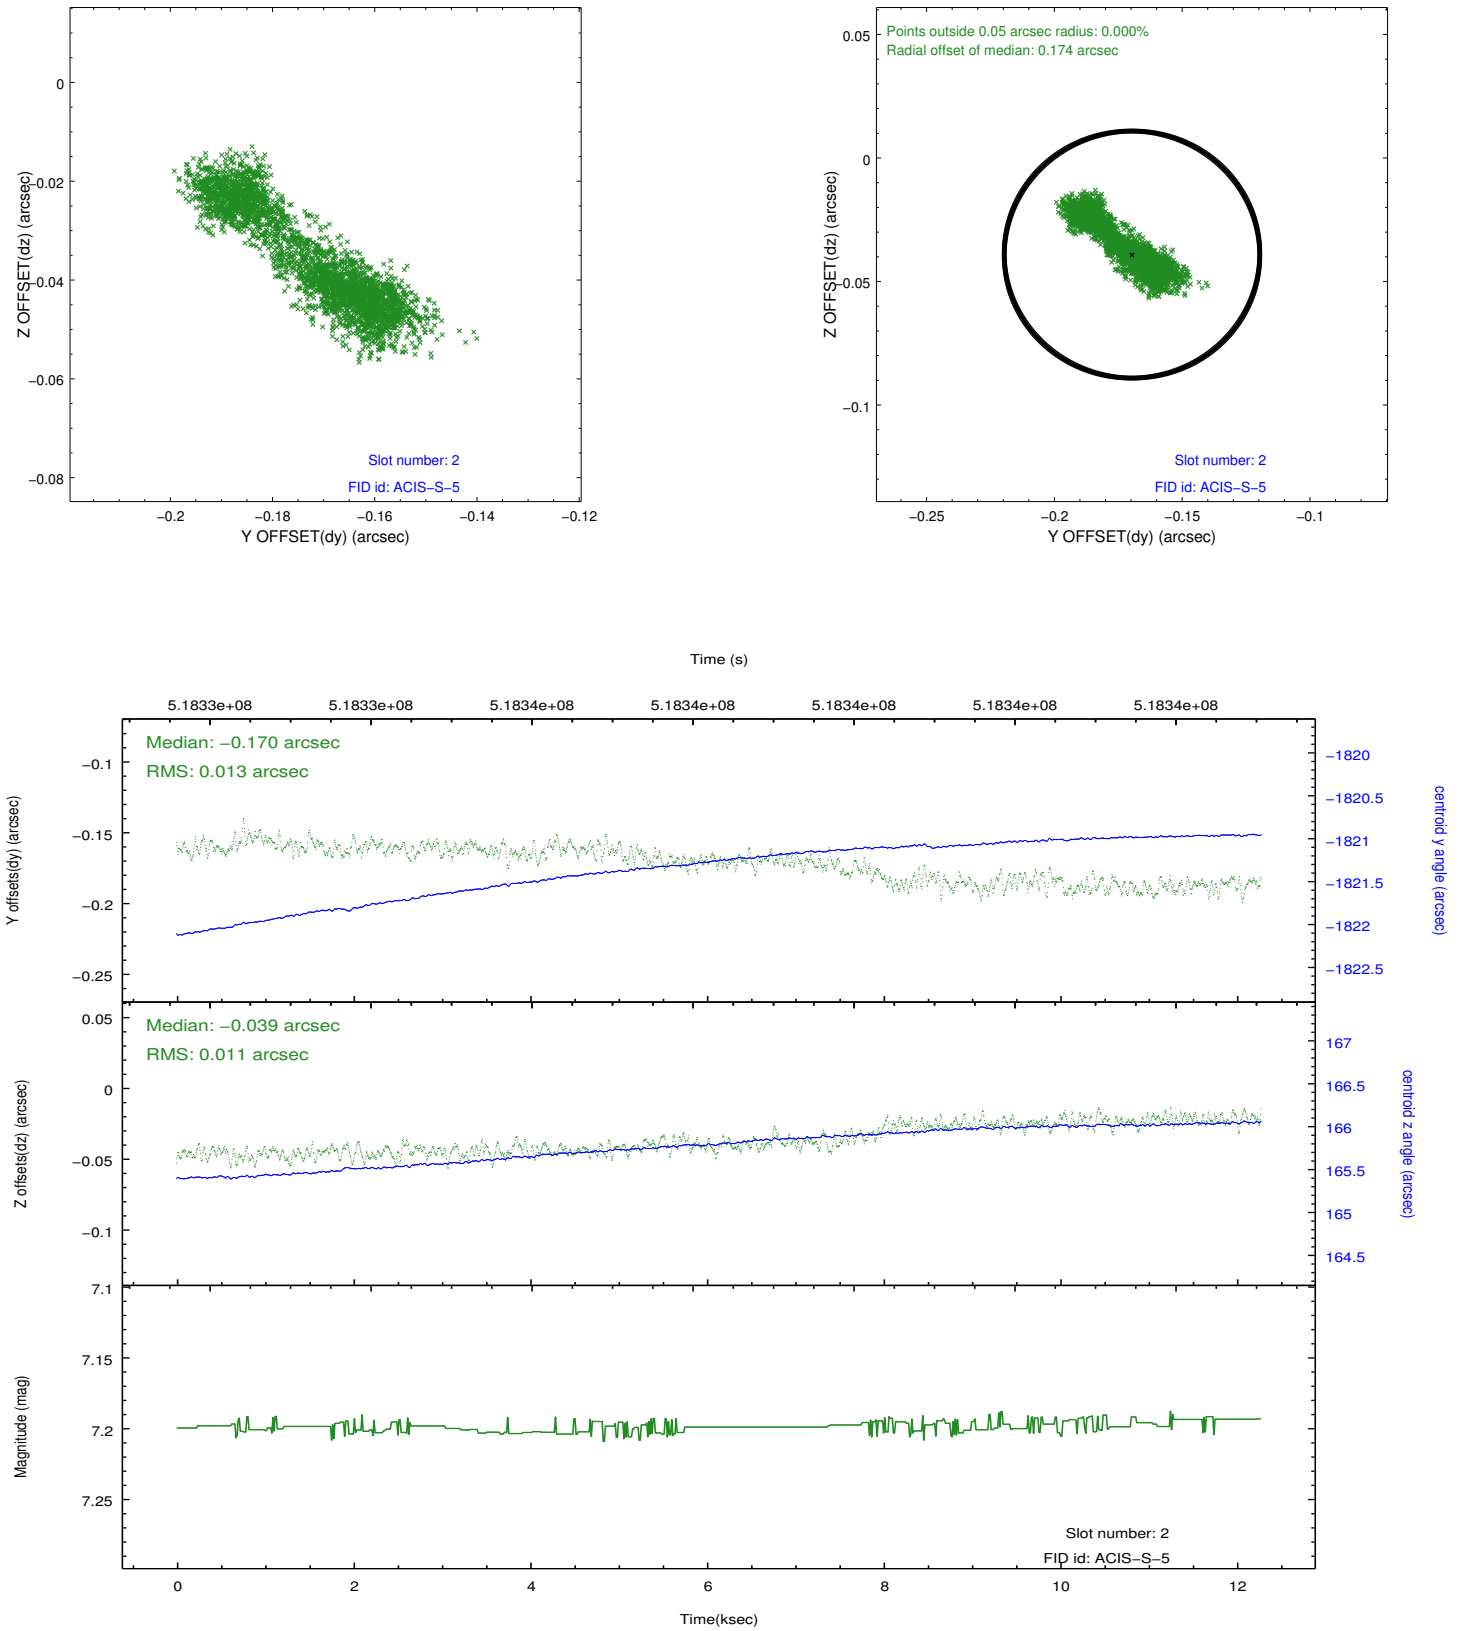 0
−0.02
−0.04
−0.06
−0.08
Z OFFSET(dz) (arcsec)
Slot number: 2
FID id: ACIS−S−5
−0.2
−0.18
−0.16
−0.14
−0.12
Y OFFSET(dy) (arcsec)
Points outside 0.05 arcsec radius: 0.000%
Radial offset of median: 0.174 arcsec
0.05
0
−0.05
−0.1
Z OFFSET(dz) (arcsec)
Slot number: 2
FID id: ACIS−S−5
−0.25
−0.2
−0.15
−0.1
Y OFFSET(dy) (arcsec)
Time (s)
5.1833e+08
5.1833e+08
5.1834e+08
5.1834e+08
5.1834e+08
5.1834e+08
5.1834e+08
Median: −0.170 arcsec
RMS: 0.013 arcsec
−0.1
−0.15
−0.2
−0.25
Y offsets(dy) (arcsec)
−1820
−1820.5
−1821
−1821.5
−1822
−1822.5
centroid y angle (arcsec)
Median: −0.039 arcsec
RMS: 0.011 arcsec
0.05
0
−0.05
−0.1
Z offsets(dz) (arcsec)
167
166.5
166
165.5
165
164.5
centroid z angle (arcsec)
7.1
7.15
7.2
7.25
Magnitude (mag)
Slot number: 2
FID id: ACIS−S−5
0
2
4
6
8
10
12
Time(ksec)